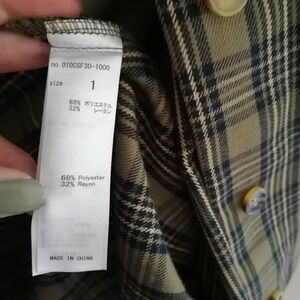 no. 010CSF30-1000
size 1
68% ポリエステル
32% レーヨン
68% Polyester
32% Rayon
MADE IN CHINA